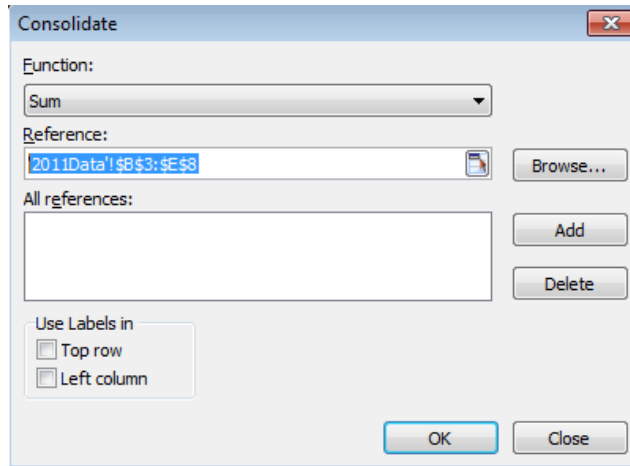 Consolidate
Function:
Sum
Reference:
'2011Data'!$B$3:$E$8
Browse...
All references:
Add
Delete
Use Labels in
Top row
Left column
OK
Close